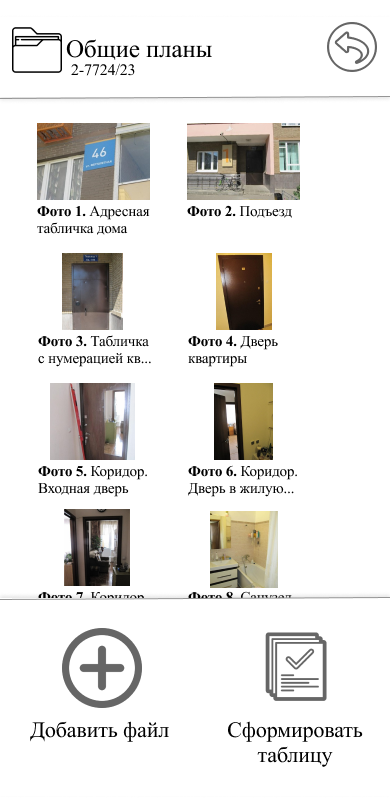 Общие планы
2-7724/23
46
Фото 1. Адресная
табличка дома
Фото 2. Подъезд
Фото 3. Табличка
с нумерацией кв...
Фото 4. Дверь
квартиры
Фото 5. Коридор.
Входная дверь
Фото 6. Коридор.
Дверь в жилую...
Фото 7. Коридор
Фото 8. Санузел
Добавить файл
Сформировать
таблицу